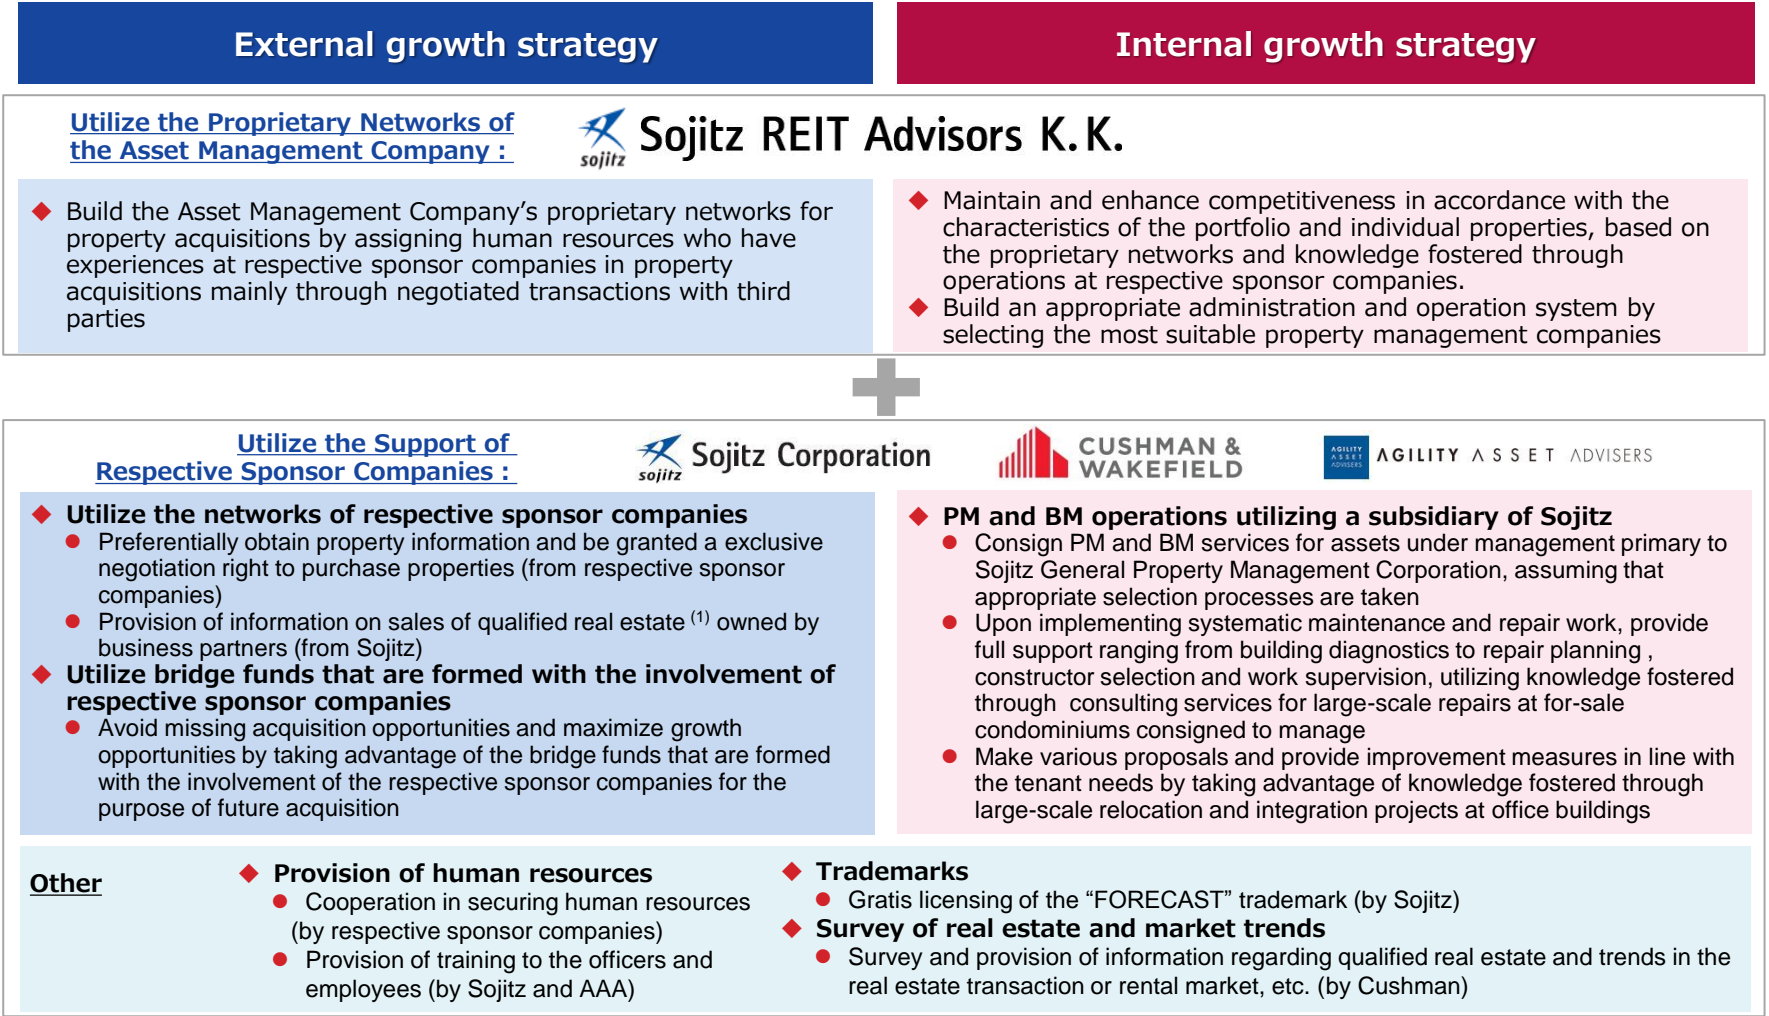 External growth strategy
Internal growth strategy
Utilize the Proprietary Networks of
the Asset Management Company :
sojitz
Sojitz REIT Advisors K.K.
◆ Build the Asset Management Company’s proprietary networks for
property acquisitions by assigning human resources who have
experiences at respective sponsor companies in property
acquisitions mainly through negotiated transactions with third
parties
◆ Maintain and enhance competitiveness in accordance with the
characteristics of the portfolio and individual properties, based on
the proprietary networks and knowledge fostered through
operations at respective sponsor companies.
◆ Build an appropriate administration and operation system by
selecting the most suitable property management companies
Utilize the Support of
Respective Sponsor Companies :
sojitz
Sojitz Corporation
CUSHMAN &
WAKEFIELD
AGILITY
ASSET
ADVISERS
AGILITY ASSET ADVISERS
◆ Utilize the networks of respective sponsor companies
● Preferentially obtain property information and be granted a exclusive
negotiation right to purchase properties (from respective sponsor
companies)
● Provision of information on sales of qualified real estate (1) owned by
business partners (from Sojitz)
◆ Utilize bridge funds that are formed with the involvement of
respective sponsor companies
● Avoid missing acquisition opportunities and maximize growth
opportunities by taking advantage of the bridge funds that are formed
with the involvement of the respective sponsor companies for the
purpose of future acquisition
◆ PM and BM operations utilizing a subsidiary of Sojitz
● Consign PM and BM services for assets under management primary to
Sojitz General Property Management Corporation, assuming that
appropriate selection processes are taken
● Upon implementing systematic maintenance and repair work, provide
full support ranging from building diagnostics to repair planning ,
constructor selection and work supervision, utilizing knowledge fostered
through consulting services for large-scale repairs at for-sale
condominiums consigned to manage
● Make various proposals and provide improvement measures in line with
the tenant needs by taking advantage of knowledge fostered through
large-scale relocation and integration projects at office buildings
Other
◆ Provision of human resources
● Cooperation in securing human resources
(by respective sponsor companies)
● Provision of training to the officers and
employees (by Sojitz and AAA)
◆ Trademarks
● Gratis licensing of the “FORECAST” trademark (by Sojitz)
◆ Survey of real estate and market trends
● Survey and provision of information regarding qualified real estate and trends in the
real estate transaction or rental market, etc. (by Cushman)